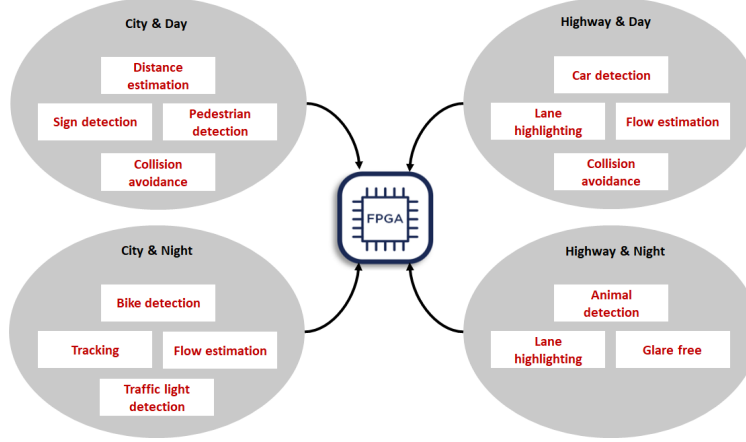 City & Day
Distance
estimation
Sign detection
Pedestrian
detection
Collision
avoidance
Highway & Day
Car detection
Lane
highlighting
Flow estimation
Collision
avoidance
FPGA
City & Night
Bike detection
Tracking
Flow estimation
Traffic light
detection
Highway & Night
Animal
detection
Lane
highlighting
Glare free